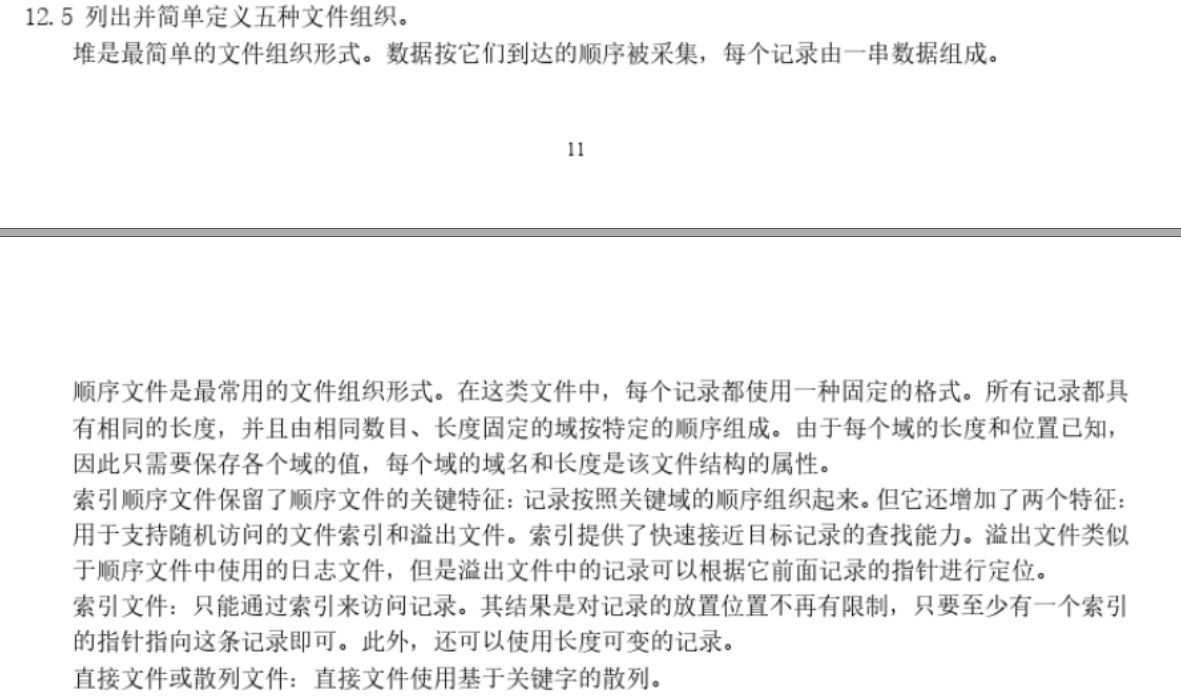 12.5 列出并简单定义五种文件组织。
堆是最简单的文件组织形式。数据按它们到达的顺序被采集，每个记录由一串数据组成。
11
顺序文件是最常用的文件组织形式。在这类文件中，每个记录都使用一种固定的格式。所有记录都具
有相同的长度，并且由相同数目、长度固定的域按特定的顺序组成。由于每个域的长度和位置已知，
因此只需要保存各个域的值，每个域的域名和长度是该文件结构的属性。
索引顺序文件保留了顺序文件的关键特征：记录按照关键域的顺序组织起来。但它还增加了两个特征：
用于支持随机访问的文件索引和溢出文件。索引提供了快速接近目标记录的查找能力。溢出文件类似
于顺序文件中使用的日志文件，但是溢出文件中的记录可以根据它前面记录的指针进行定位。
索引文件：只能通过索引来访问记录。其结果是对记录的放置位置不再有限制，只要至少有一个索引
的指针指向这条记录即可。此外，还可以使用长度可变的记录。
直接文件或散列文件：直接文件使用基于关键字的散列。